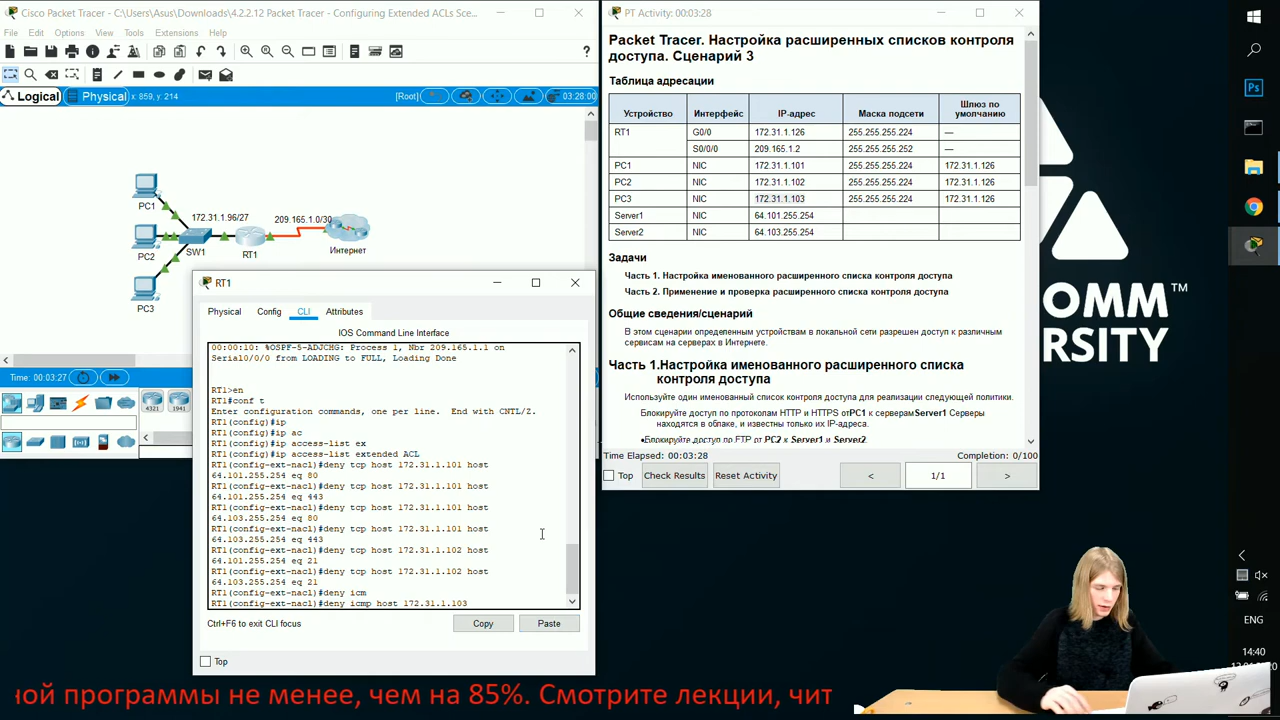 Cisco Packet Tracer - C:\Users\Asus\Downloads\4.2.2.12 Packet Tracer - Configuring Extended ACLs Sce...
File Edit Options View Tools Extensions Help
?
Logical Physical x: 859, y: 214 [Root] 03:28:00
PC1
172.31.1.96/27
209.165.1.0/30
PC2
SW1
RT1
Интернет
PC3
Time: 00:03:27
4321
1941
RT1
Physical Config CLI Attributes
IOS Command Line Interface
00:00:10: %OSPF-5-ADJCHG: Process 1, Nbr 209.165.1.1 on
Serial0/0/0 from LOADING to FULL, Loading Done
RT1>en
RT1#conf t
Enter configuration commands, one per line. End with CNTL/Z.
RT1(config)#ip
RT1(config)#ip ac
RT1(config)#ip access-list ex
RT1(config)#ip access-list extended ACL
RT1(config-ext-nacl)#deny tcp host 172.31.1.101 host
64.101.255.254 eq 80
RT1(config-ext-nacl)#deny tcp host 172.31.1.101 host
64.101.255.254 eq 443
RT1(config-ext-nacl)#deny tcp host 172.31.1.101 host
64.103.255.254 eq 80
RT1(config-ext-nacl)#deny tcp host 172.31.1.101 host
64.103.255.254 eq 443
RT1(config-ext-nacl)#deny tcp host 172.31.1.102 host
64.101.255.254 eq 21
RT1(config-ext-nacl)#deny tcp host 172.31.1.102 host
64.103.255.254 eq 21
RT1(config-ext-nacl)#deny icm
RT1(config-ext-nacl)#deny icmp host 172.31.1.103
Ctrl+F6 to exit CLI focus
Copy
Paste
Top
PT Activity: 00:03:28
Packet Tracer. Настройка расширенных списков контроля
доступа. Сценарий 3
Таблица адресации
Устройство Интерфейс IP-адрес Маска подсети Шлюз по
умолчанию
RT1 G0/0 172.31.1.126 255.255.255.224 —
S0/0/0 209.165.1.2 255.255.255.252 —
PC1 NIC 172.31.1.101 255.255.255.224 172.31.1.126
PC2 NIC 172.31.1.102 255.255.255.224 172.31.1.126
PC3 NIC 172.31.1.103 255.255.255.224 172.31.1.126
Server1 NIC 64.101.255.254
Server2 NIC 64.103.255.254
Задачи
Часть 1. Настройка именованного расширенного списка контроля доступа
Часть 2. Применение и проверка расширенного списка контроля доступа
Общие сведения/сценарий
В этом сценарии определенным устройствам в локальной сети разрешен доступ к различным
сервисам на серверах в Интернете.
Часть 1.Настройка именованного расширенного списка
контроля доступа
Используйте один именованный список контроля доступа для реализации следующей политики.
Блокируйте доступ по протоколам HTTP и HTTPS отPC1 к серверамServer1 Серверы
находятся в облаке, и известны только их IP-адреса.
•Блокируйте доступ по FTP от PC2 к Server1 и Server2.
Time Elapsed: 00:03:28 Completion: 0/100
Top Check Results Reset Activity < 1/1 >
OMM™
ERSITY
Ps
ENG
14:40
ной программы не менее, чем на 85%. Смотрите лекции, чит